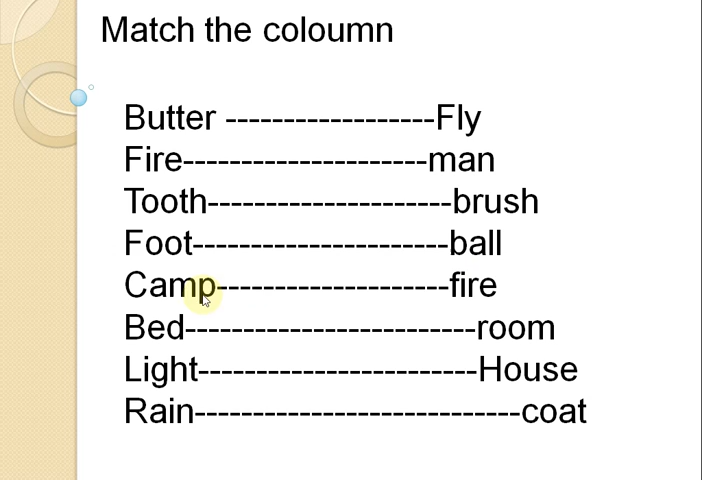 Match the coloumn
Butter ------------------Fly
Fire---------------------man
Tooth---------------------brush
Foot----------------------ball
Camp--------------------fire
Bed-------------------------room
Light------------------------House
Rain----------------------------coat